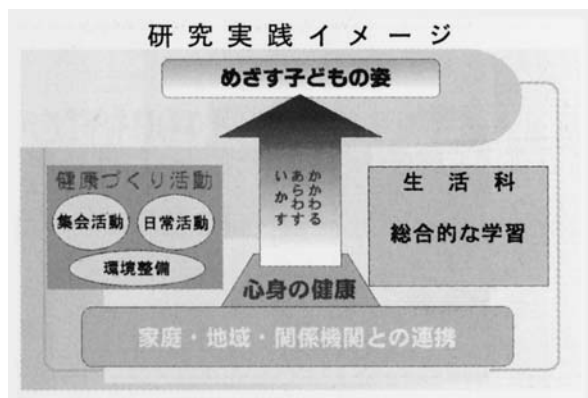 研究実践イメージ
めざす子どもの姿
かかわる
あらわす
いかす
健康づくり活動
集会活動
日常活動
環境整備
生活科
総合的な学習
心身の健康
家庭・地域・関係機関との連携